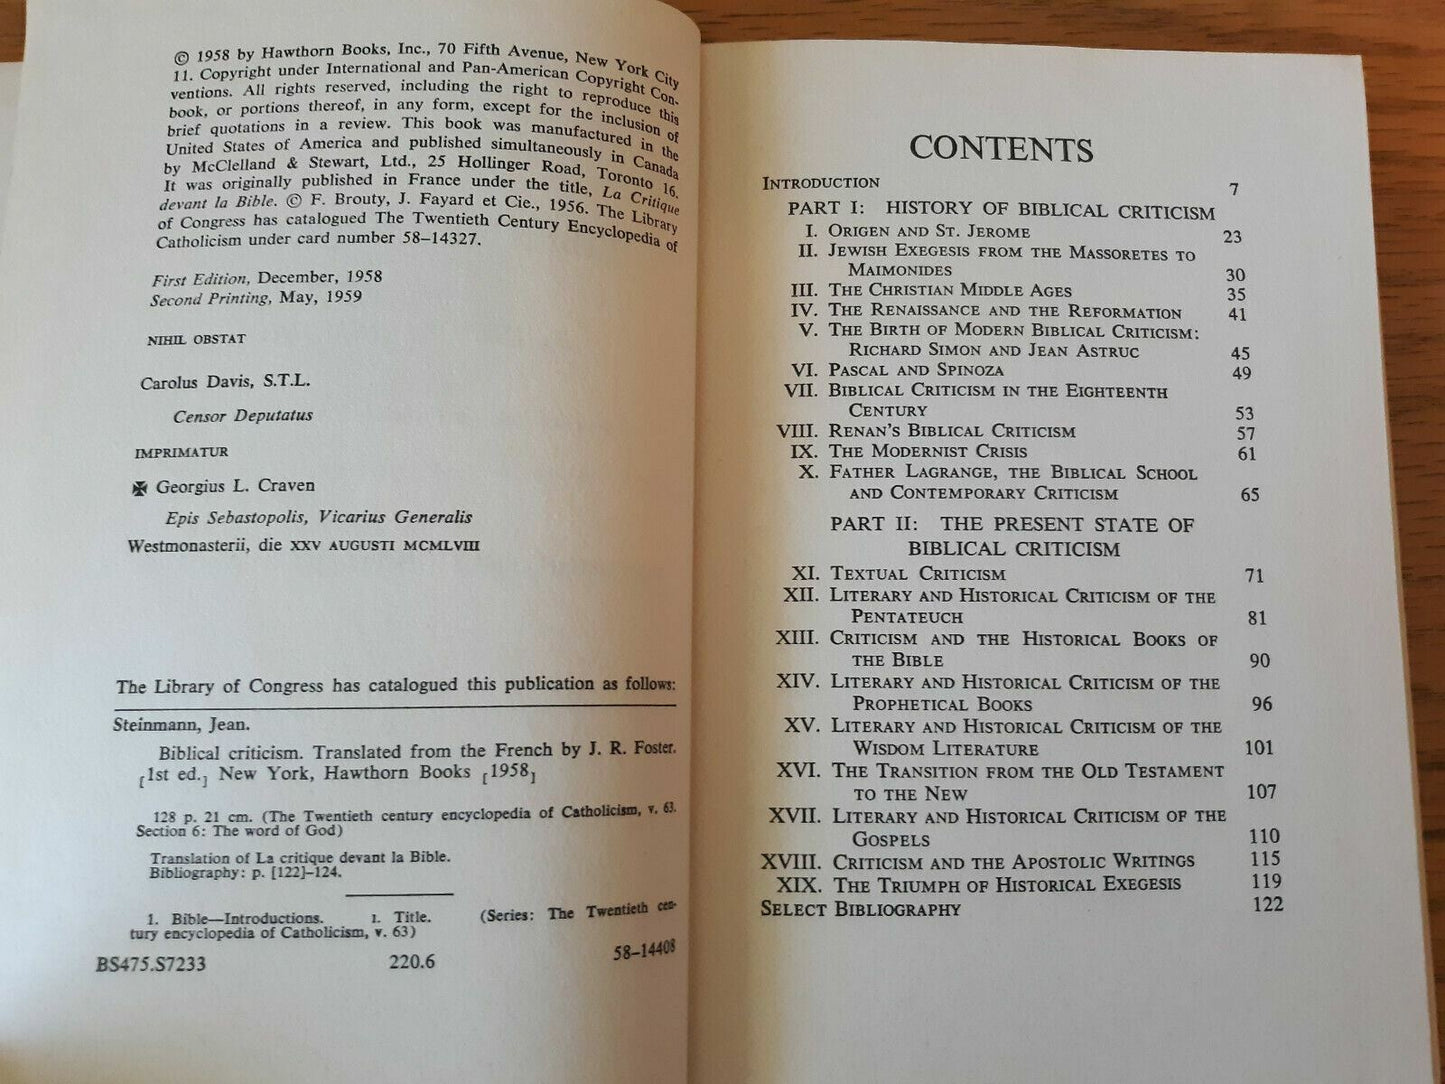 © 1958 by Hawthorn Books, Inc., 70 Fifth Avenue, New York City
11. Copyright under International and Pan-American Copyright Con-
ventions. All rights reserved, including the right to reproduce this
book, or portions thereof, in any form, except for the inclusion of
brief quotations in a review. This book was manufactured in the
United States of America and published simultaneously in Canada
by McClelland & Stewart, Ltd., 25 Hollinger Road, Toronto 16.
It was originally published in France under the title, La Critique
devant la Bible. © F. Brouty, J. Fayard et Cie., 1956. The Library
of Congress has catalogued The Twentieth Century Encyclopedia of
Catholicism under card number 58-14327.
First Edition, December, 1958
Second Printing, May, 1959
NIHIL OBSTAT
Carolus Davis, S.T.L.
Censor Deputatus
IMPRIMATUR
✠ Georgius L. Craven
Epis Sebastopolis, Vicarius Generalis
Westmonasterii, die XXV AUGUSTI MCMLVIII
The Library of Congress has catalogued this publication as follows:
Steinmann, Jean.
Biblical criticism. Translated from the French by J. R. Foster.
[1st ed.] New York, Hawthorn Books [1958]
128 p. 21 cm. (The Twentieth century encyclopedia of Catholicism, v. 63.
Section 6: The word of God)
Translation of La critique devant la Bible.
Bibliography: p. [122]-124.
1. Bible—Introductions. I. Title. (Series: The Twentieth cen-
tury encyclopedia of Catholicism, v. 63)
BS475.S7233 220.6 58-14408
CONTENTS
INTRODUCTION 7
PART I: HISTORY OF BIBLICAL CRITICISM
I. ORIGEN AND ST. JEROME 23
II. JEWISH EXEGESIS FROM THE MASSORETES TO
MAIMONIDES 30
III. THE CHRISTIAN MIDDLE AGES 35
IV. THE RENAISSANCE AND THE REFORMATION 41
V. THE BIRTH OF MODERN BIBLICAL CRITICISM:
RICHARD SIMON AND JEAN ASTRUC 45
VI. PASCAL AND SPINOZA 49
VII. BIBLICAL CRITICISM IN THE EIGHTEENTH
CENTURY 53
VIII. RENAN'S BIBLICAL CRITICISM 57
IX. THE MODERNIST CRISIS 61
X. FATHER LAGRANGE, THE BIBLICAL SCHOOL
AND CONTEMPORARY CRITICISM 65
PART II: THE PRESENT STATE OF
BIBLICAL CRITICISM
XI. TEXTUAL CRITICISM 71
XII. LITERARY AND HISTORICAL CRITICISM OF THE
PENTATEUCH 81
XIII. CRITICISM AND THE HISTORICAL BOOKS OF
THE BIBLE 90
XIV. LITERARY AND HISTORICAL CRITICISM OF THE
PROPHETICAL BOOKS 96
XV. LITERARY AND HISTORICAL CRITICISM OF THE
WISDOM LITERATURE 101
XVI. THE TRANSITION FROM THE OLD TESTAMENT
TO THE NEW 107
XVII. LITERARY AND HISTORICAL CRITICISM OF THE
GOSPELS 110
XVIII. CRITICISM AND THE APOSTOLIC WRITINGS 115
XIX. THE TRIUMPH OF HISTORICAL EXEGESIS 119
SELECT BIBLIOGRAPHY 122